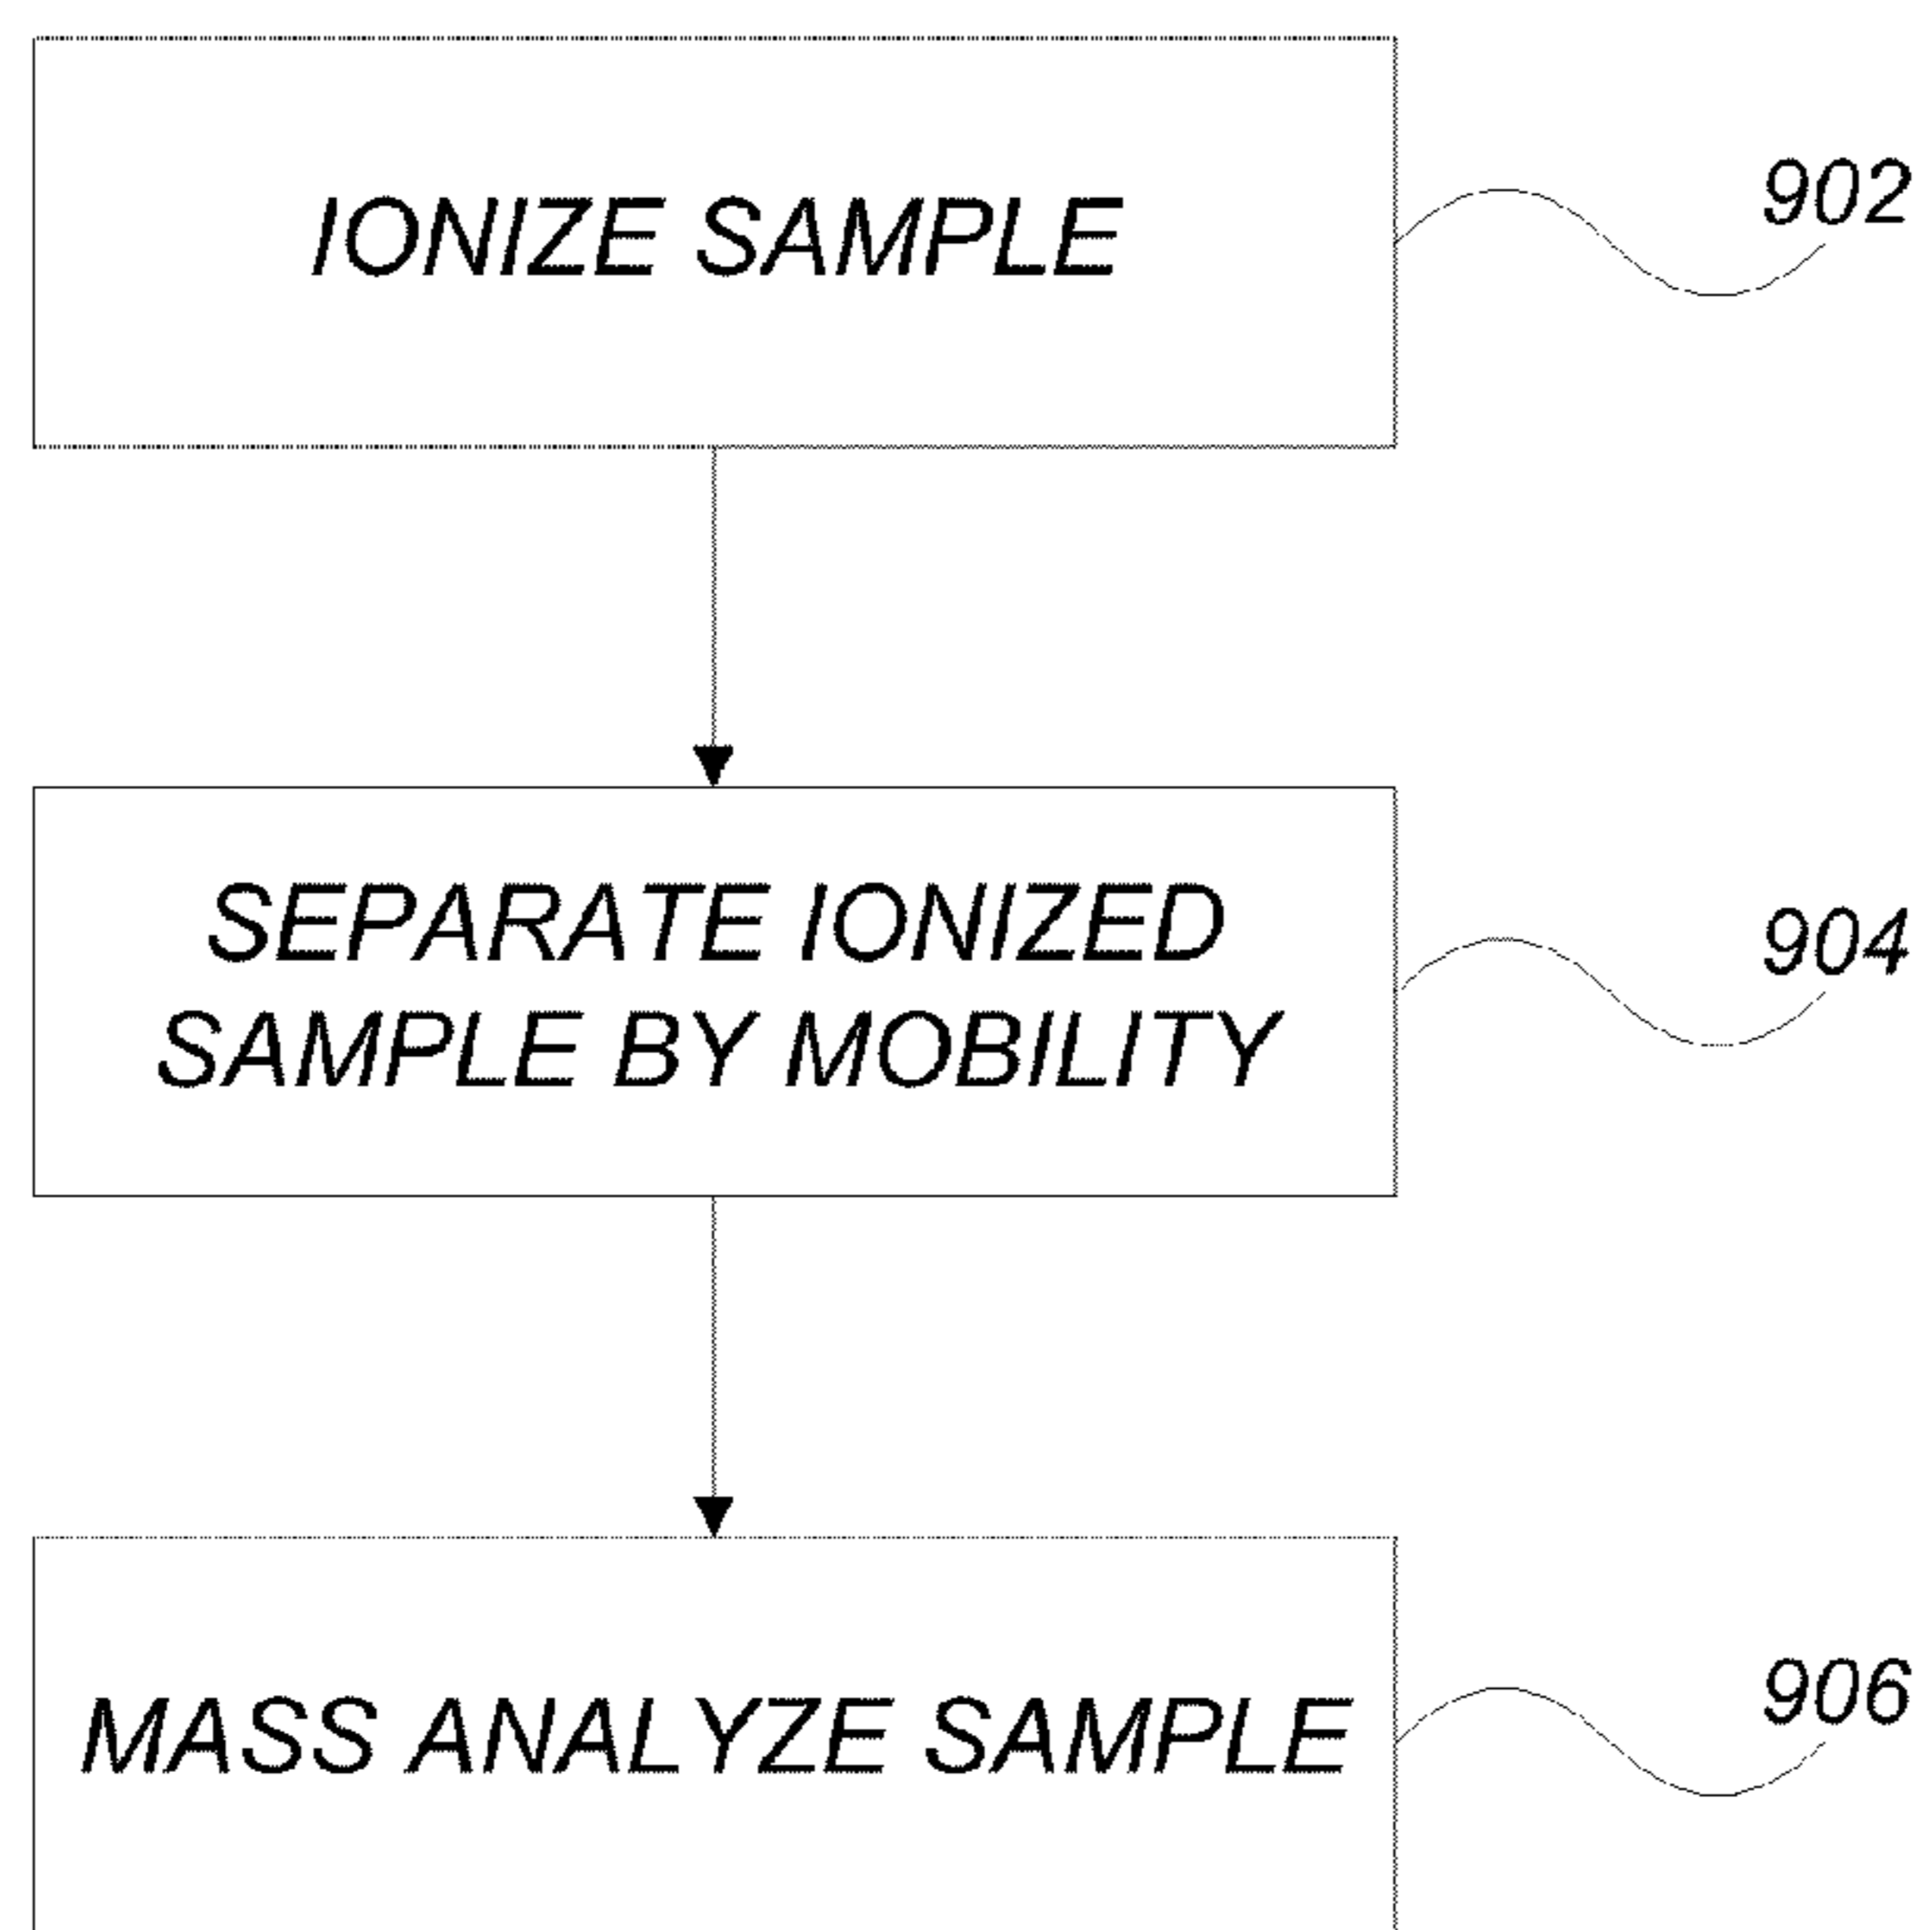 IONIZE SAMPLE
902
SEPARATE IONIZED
SAMPLE BY MOBILITY
904
MASS ANALYZE SAMPLE
906